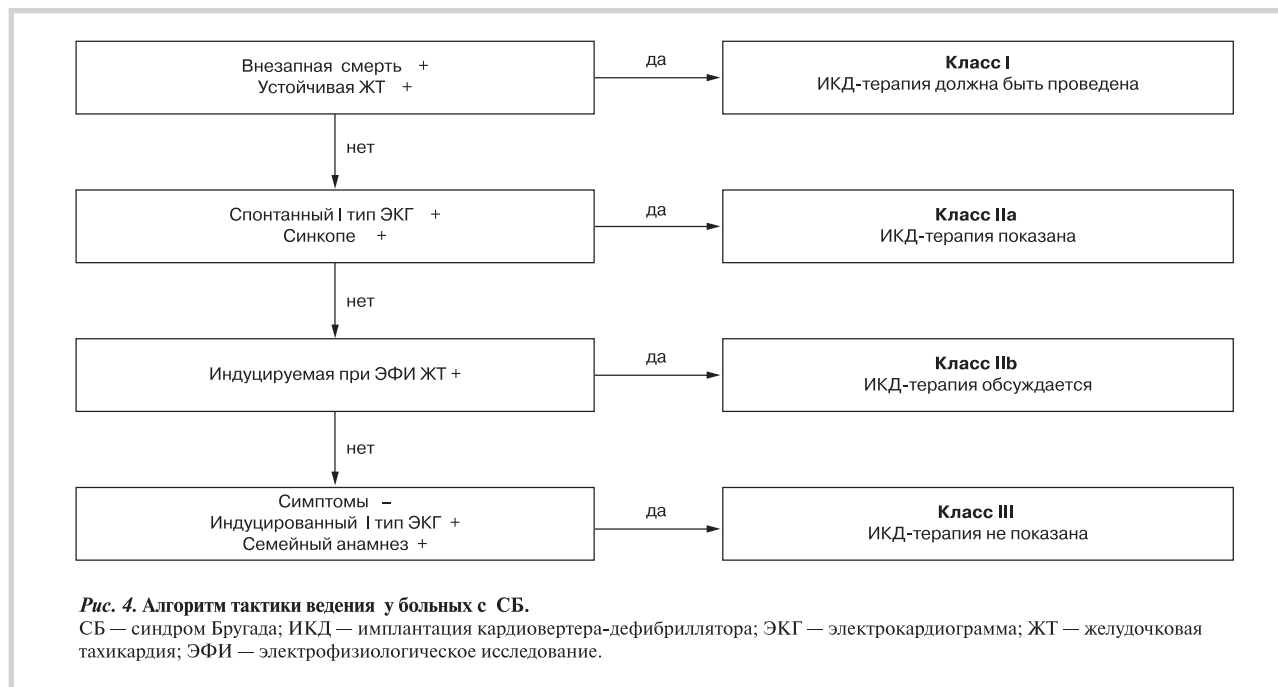 Внезапная смерть +
Устойчивая ЖТ +
да
Класс I
ИКД-терапия должна быть проведена
нет
Спонтанный I тип ЭКГ +
Синкопе +
да
Класс IIa
ИКД-терапия показана
нет
Индуцируемая при ЭФИ ЖТ +
да
Класс IIb
ИКД-терапия обсуждается
нет
Симптомы –
Индуцированный I тип ЭКГ +
Семейный анамнез +
да
Класс III
ИКД-терапия не показана
Рис. 4. Алгоритм тактики ведения у больных с СБ.
СБ — синдром Бругада; ИКД — имплантация кардиовертера-дефибриллятора; ЭКГ — электрокардиограмма; ЖТ — желудочковая
тахикардия; ЭФИ — электрофизиологическое исследование.